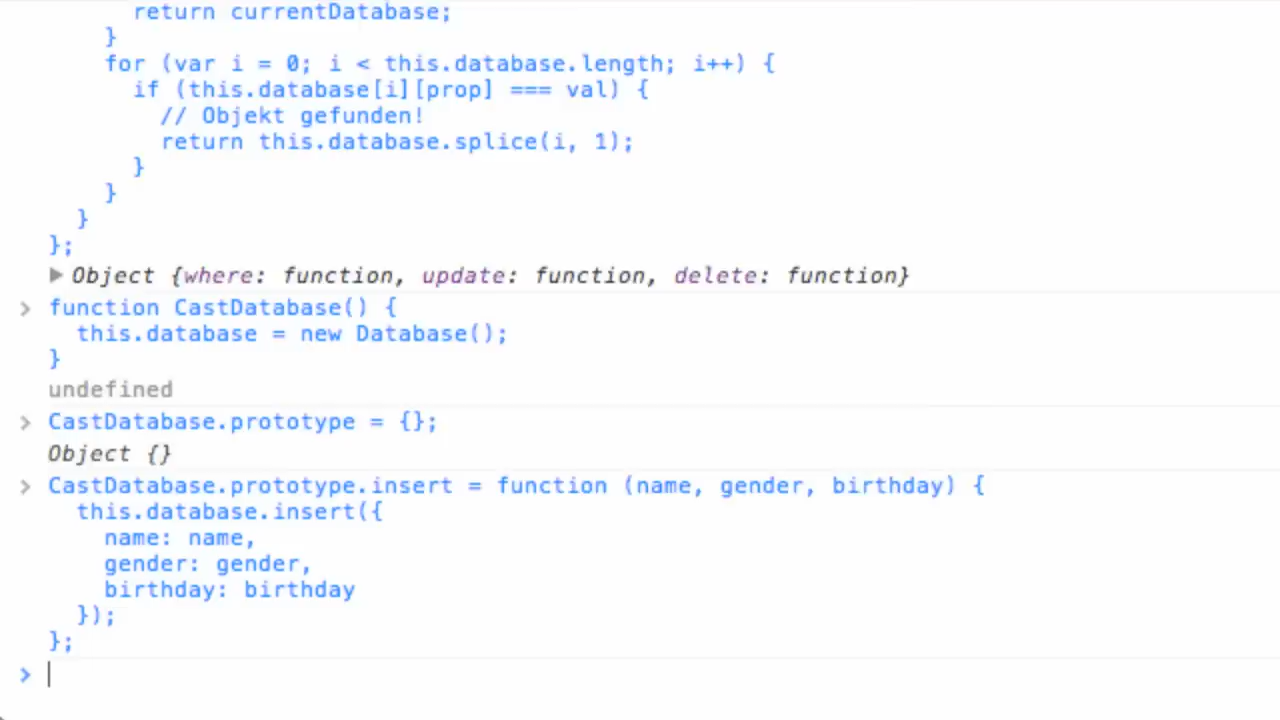 return currentDatabase;
}
for (var i = 0; i < this.database.length; i++) {
if (this.database[i][prop] === val) {
// Objekt gefunden!
return this.database.splice(i, 1);
}
}
}
};
▶ Object {where: function, update: function, delete: function}
> function CastDatabase() {
this.database = new Database();
}
undefined
> CastDatabase.prototype = {};
Object {}
> CastDatabase.prototype.insert = function (name, gender, birthday) {
this.database.insert({
name: name,
gender: gender,
birthday: birthday
});
};
>